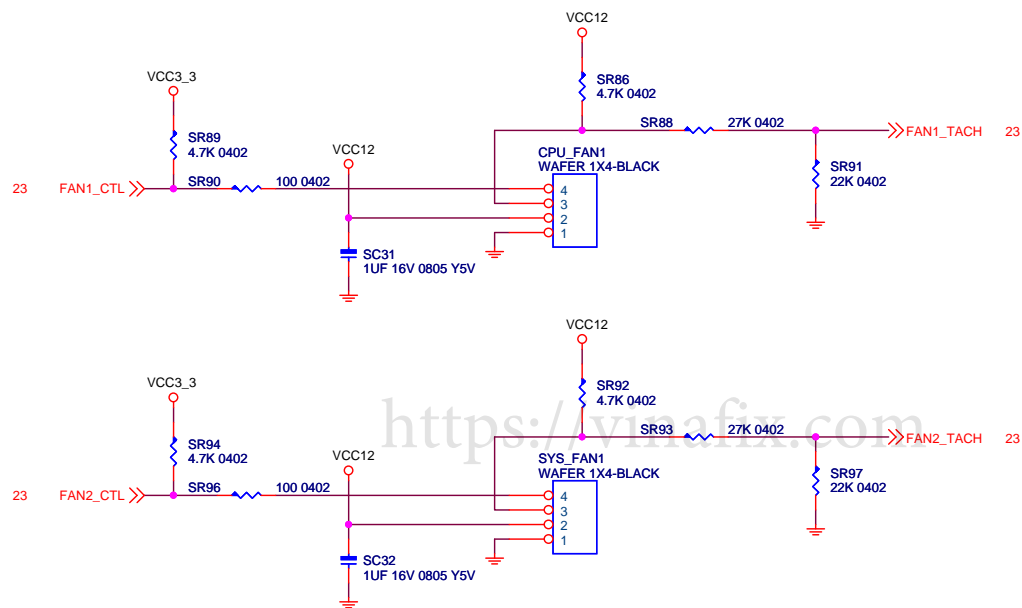 VCC12
VCC3_3
SR86
4.7K 0402
SR89
4.7K 0402
SR88
27K 0402
FAN1_TACH
23
VCC12
CPU_FAN1
WAFER 1X4-BLACK
SR91
22K 0402
23
FAN1_CTL
SR90
100 0402
4
3
2
1
SC31
1UF 16V 0805 Y5V
VCC12
VCC3_3
SR92
4.7K 0402
https://vinafix.com
SR94
4.7K 0402
SR93
27K 0402
FAN2_TACH
23
VCC12
SYS_FAN1
WAFER 1X4-BLACK
SR97
22K 0402
23
FAN2_CTL
SR96
100 0402
4
3
2
1
SC32
1UF 16V 0805 Y5V